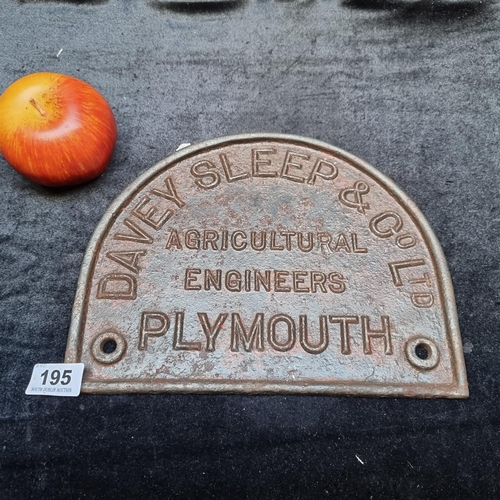 DAVEY SLEEP & Co LTD
AGRICULTURAL
ENGINEERS
PLYMOUTH
195